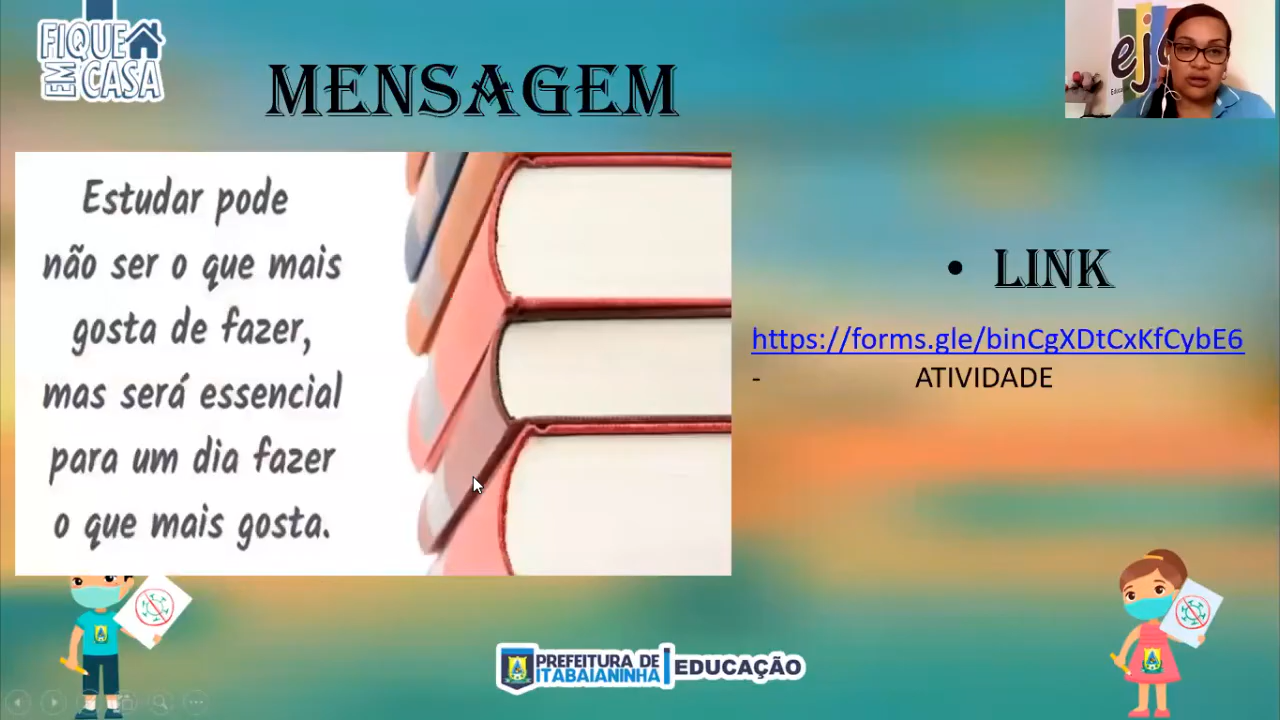 FIQUE
EM CASA
MENSAGEM
eja
Estudar pode
não ser o que mais
gosta de fazer,
mas será essencial
para um dia fazer
o que mais gosta.
• LINK
https://forms.gle/binCgXDtCxKfCybE6
- ATIVIDADE
PREFEITURA DE
ITABAIANINHA
EDUCAÇÃO